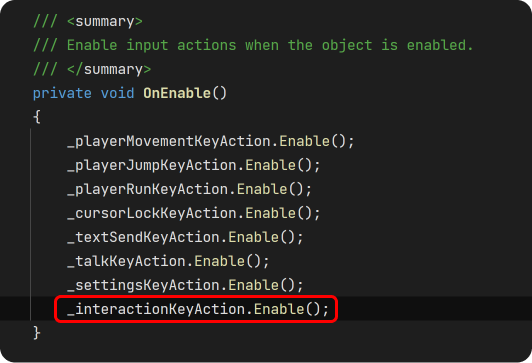 /// <summary>
/// Enable input actions when the object is enabled.
/// </summary>
private void OnEnable()
{
_playerMovementKeyAction.Enable();
_playerJumpKeyAction.Enable();
_playerRunKeyAction.Enable();
_cursorLockKeyAction.Enable();
_textSendKeyAction.Enable();
_talkKeyAction.Enable();
_settingsKeyAction.Enable();
_interactionKeyAction.Enable();
}